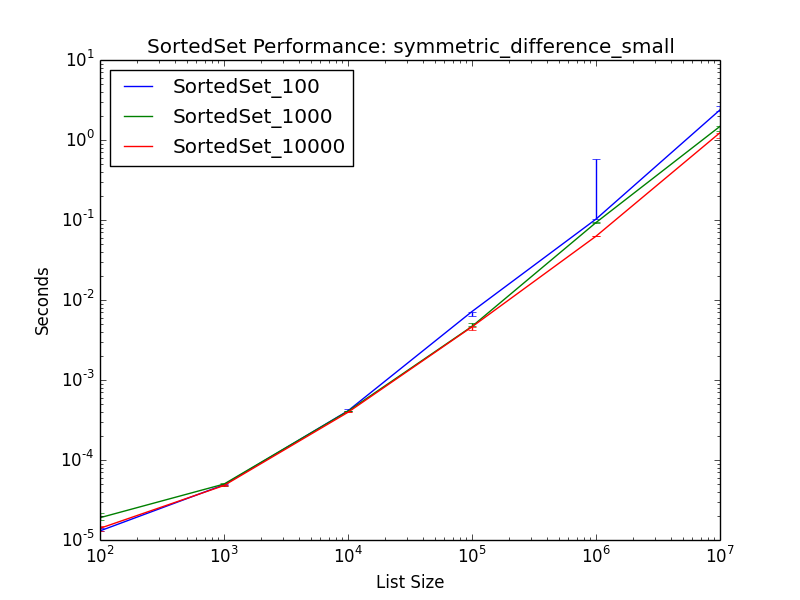 SortedSet Performance: symmetric_difference_small
SortedSet_100
SortedSet_1000
SortedSet_10000
10^1
10^0
10^-1
10^-2
10^-3
10^-4
10^-5
Seconds
10^2 10^3 10^4 10^5 10^6 10^7
List Size